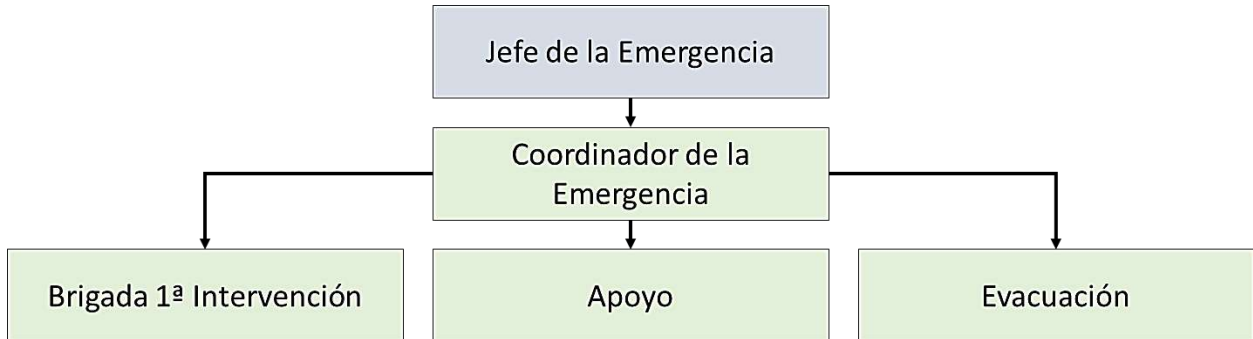 Jefe de la Emergencia
Coordinador de la
Emergencia
Brigada 1ª Intervención
Apoyo
Evacuación